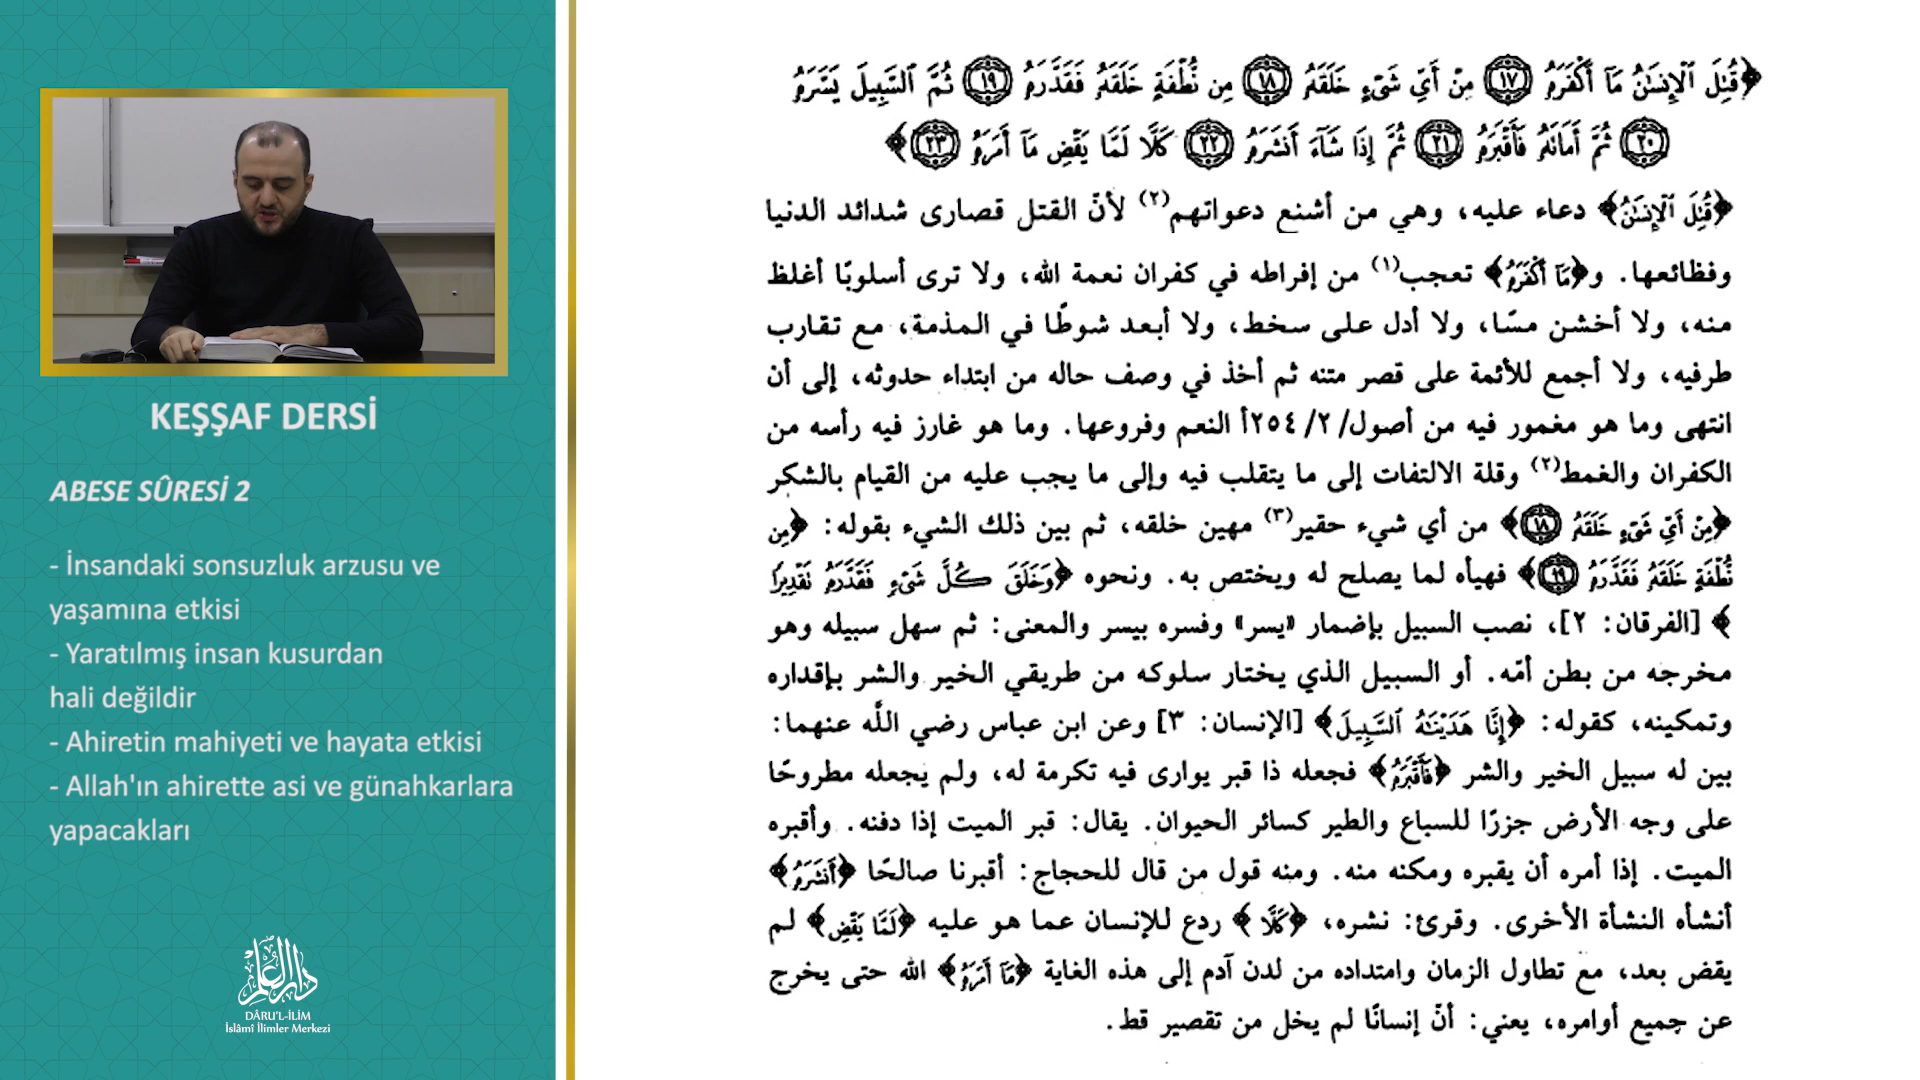 KEŞŞAF DERSİ
ABESE SÛRESİ 2
- İnsandaki sonsuzluk arzusu ve
yaşamına etkisi
- Yaratılmış insan kusurdan
hali değildir
- Ahiretin mahiyeti ve hayata etkisi
- Allah'ın ahirette asi ve günahkarlara
yapacakları
دار العلم
DÂRU'L-İLİM
İslâmî İlimler Merkezi
﴿قُتِلَ ٱلْإِنسَٰنُ مَآ أَكْفَرَهُۥ ١٧ مِنْ أَىِّ شَىْءٍ خَلَقَهُۥ ١٨ مِن نُّطْفَةٍ خَلَقَهُۥ فَقَدَّرَهُۥ ١٩ ثُمَّ ٱلسَّبِيلَ يَسَّرَهُۥ
٢٠ ثُمَّ أَمَاتَهُۥ فَأَقْبَرَهُۥ ٢١ ثُمَّ إِذَا شَآءَ أَنشَرَهُۥ ٢٢ كَلَّا لَمَّا يَقْضِ مَآ أَمَرَهُۥ ٢٣﴾
﴿قُتِلَ ٱلْإِنسَٰنُ﴾ دعاء عليه، وهي من أشنع دعواتهم(٢) لأنّ القتل قصارى شدائد الدنيا
وفظائعها. و﴿مَآ أَكْفَرَهُۥ﴾ تعجب(١) من إفراطه في كفران نعمة الله، ولا ترى أسلوبًا أغلظ
منه، ولا أخشن مسًا، ولا أدل على سخط، ولا أبعد شوطًا في المذمة، مع تقارب
طرفيه، ولا أجمع للأئمة على قصر متنه ثم أخذ في وصف حاله من ابتداء حدوثه، إلى أن
انتهى وما هو مغمور فيه من أصول/ ٢/ ٢٥٤أ النعم وفروعها. وما هو غارز فيه رأسه من
الكفران والغمط(٢) وقلة الالتفات إلى ما يتقلب فيه وإلى ما يجب عليه من القيام بالشكر
﴿مِنْ أَىِّ شَىْءٍ خَلَقَهُۥ ١٨﴾ من أي شيء حقير(٣) مهين خلقه، ثم بين ذلك الشيء بقوله: ﴿مِن
نُّطْفَةٍ خَلَقَهُۥ فَقَدَّرَهُۥ ١٩﴾ فهيأه لما يصلح له ويختص به. ونحوه ﴿وَخَلَقَ كُلَّ شَىْءٍ فَقَدَّرَهُۥ نَقْدِيرًا
﴾ [الفرقان: ٢]، نصب السبيل بإضمار «يسر» وفسره بيسر والمعنى: ثم سهل سبيله وهو
مخرجه من بطن أمّه. أو السبيل الذي يختار سلوكه من طريقي الخير والشر بإقداره
وتمكينه، كقوله: ﴿إِنَّا هَدَيْنَٰهُ ٱلسَّبِيلَ﴾ [الإنسان: ٣] وعن ابن عباس رضي اللَّه عنهما:
بين له سبيل الخير والشر ﴿فَأَقْبَرَهُۥ﴾ فجعله ذا قبر يوارى فيه تكرمة له، ولم يجعله مطروحًا
على وجه الأرض جزرًا للسباع والطير كسائر الحيوان. يقال: قبر الميت إذا دفنه. وأقبره
الميت. إذا أمره أن يقبره ومكنه منه. ومنه قول من قال للحجاج: أقبرنا صالحًا ﴿أَنشَرَهُۥ﴾
أنشأه النشأة الأخرى. وقرئ: نشره، ﴿كَلَّا﴾ ردع للإنسان عما هو عليه ﴿لَمَّا يَقْضِ﴾ لم
يقض بعد، مع تطاول الزمان وامتداده من لدن آدم إلى هذه الغاية ﴿مَآ أَمَرَهُۥ﴾ الله حتى يخرج
عن جميع أوامره، يعني: أنّ إنسانًا لم يخل من تقصير قط.